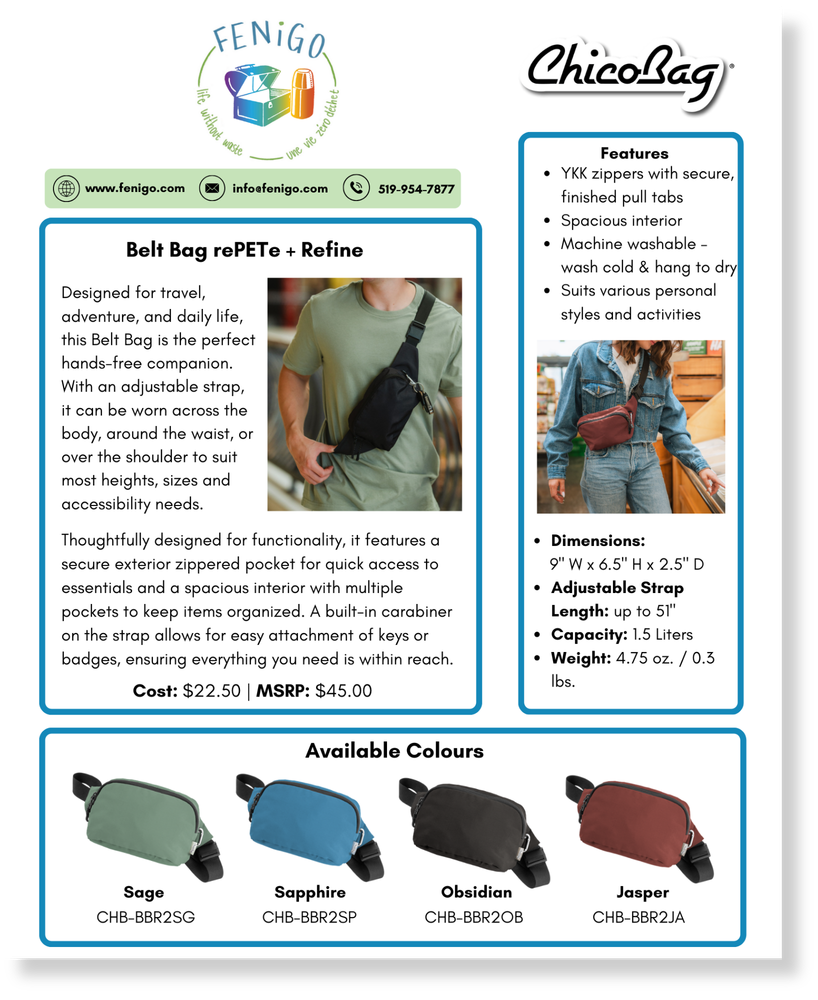 FENiGO
life without waste
une vie zéro déchet
ChicoBag®
www.fenigo.com
info@fenigo.com
519-954-7877
Belt Bag rePETe + Refine
Designed for travel,
adventure, and daily life,
this Belt Bag is the perfect
hands-free companion.
With an adjustable strap,
it can be worn across the
body, around the waist, or
over the shoulder to suit
most heights, sizes and
accessibility needs.
Thoughtfully designed for functionality, it features a
secure exterior zippered pocket for quick access to
essentials and a spacious interior with multiple
pockets to keep items organized. A built-in carabiner
on the strap allows for easy attachment of keys or
badges, ensuring everything you need is within reach.
Cost: $22.50 | MSRP: $45.00
Features
• YKK zippers with secure,
finished pull tabs
• Spacious interior
• Machine washable -
wash cold & hang to dry
• Suits various personal
styles and activities
• Dimensions:
9" W x 6.5" H x 2.5" D
• Adjustable Strap
Length: up to 51"
• Capacity: 1.5 Liters
• Weight: 4.75 oz. / 0.3
lbs.
Available Colours
Sage
CHB-BBR2SG
Sapphire
CHB-BBR2SP
Obsidian
CHB-BBR2OB
Jasper
CHB-BBR2JA